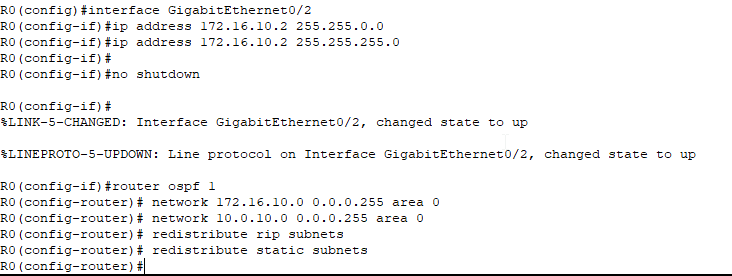 R0(config)#interface GigabitEthernet0/2
R0(config-if)#ip address 172.16.10.2 255.255.0.0
R0(config-if)#ip address 172.16.10.2 255.255.255.0
R0(config-if)#
R0(config-if)#no shutdown
R0(config-if)#
%LINK-5-CHANGED: Interface GigabitEthernet0/2, changed state to up
%LINEPROTO-5-UPDOWN: Line protocol on Interface GigabitEthernet0/2, changed state to up
R0(config-if)#router ospf 1
R0(config-router)# network 172.16.10.0 0.0.0.255 area 0
R0(config-router)# network 10.0.10.0 0.0.0.255 area 0
R0(config-router)# redistribute rip subnets
R0(config-router)# redistribute static subnets
R0(config-router)#